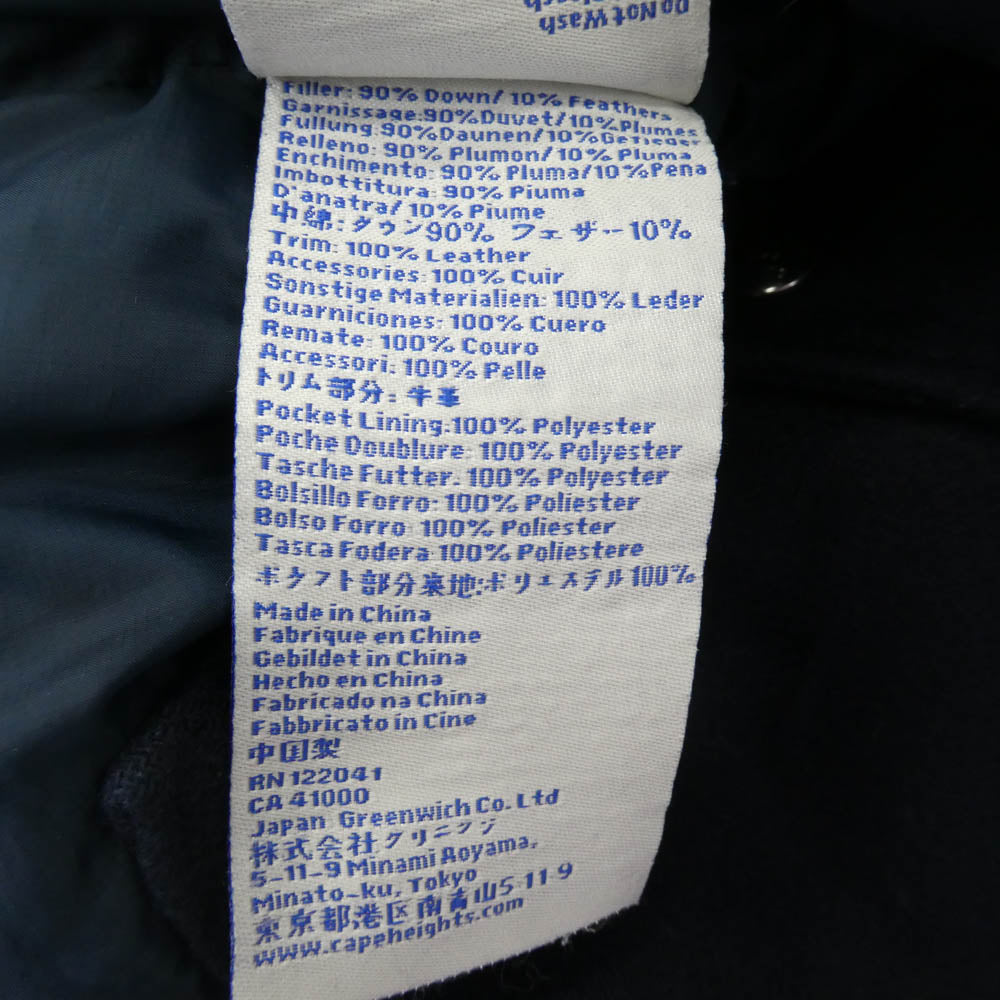 Do Not Wash
Filler: 90% Down/ 10% Feathers
Garnissage:90%Duvet/10%Plumes
Fullung:90%Daunen/10%Gefieder
Relleno: 90% Plumon/10% Pluma
Enchimento: 90% Pluma/10%Pena
Imbottitura: 90% Piuma
D'anatra/ 10% Piume
中綿:ダウン90% フェザー10%
Trim: 100% Leather
Accessories: 100% Cuir
Sonstige Materialien: 100% Leder
Guarniciones: 100% Cuero
Remate: 100% Couro
Accessori: 100% Pelle
トリム部分:牛革
Pocket Lining:100% Polyester
Poche Doublure: 100% Polyester
Tasche Futter. 100% Polyester
Bolsillo Forro: 100% Poliester
Bolso Forro 100% Poliester
Tasca Fodera 100% Poliestere
ポケット部分裏地:ポリエステル100%
Made in China
Fabrique en Chine
Gebildet in China
Hecho en China
Fabricado na China
Fabbricato in Cine
中国製
RN 122041
CA 41000
Japan Greenwich Co. Ltd
株式会社グリニッジ
5-11-9 Minami Aoyama,
Minato-ku, Tokyo
東京都港区南青山5-11-9
www.capeheights.com